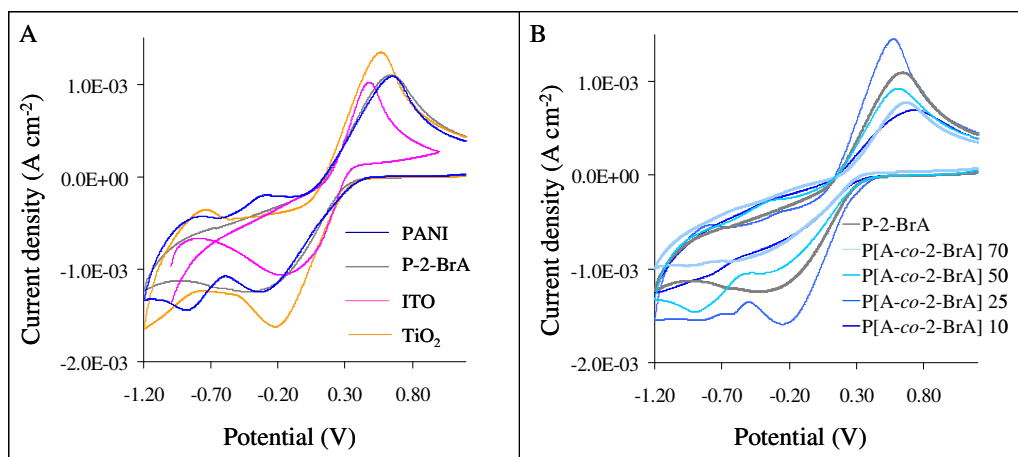 A
Current density (A cm-2)
1.0E-03
0.0E+00
-1.0E-03
-2.0E-03
-1.20 -0.70 -0.20 0.30 0.80
Potential (V)
PANI
P-2-BrA
ITO
TiO2
B
Current density (A cm-2)
1.0E-03
0.0E+00
-1.0E-03
-2.0E-03
-1.20 -0.70 -0.20 0.30 0.80
Potential (V)
P-2-BrA
P[A-co-2-BrA] 70
P[A-co-2-BrA] 50
P[A-co-2-BrA] 25
P[A-co-2-BrA] 10